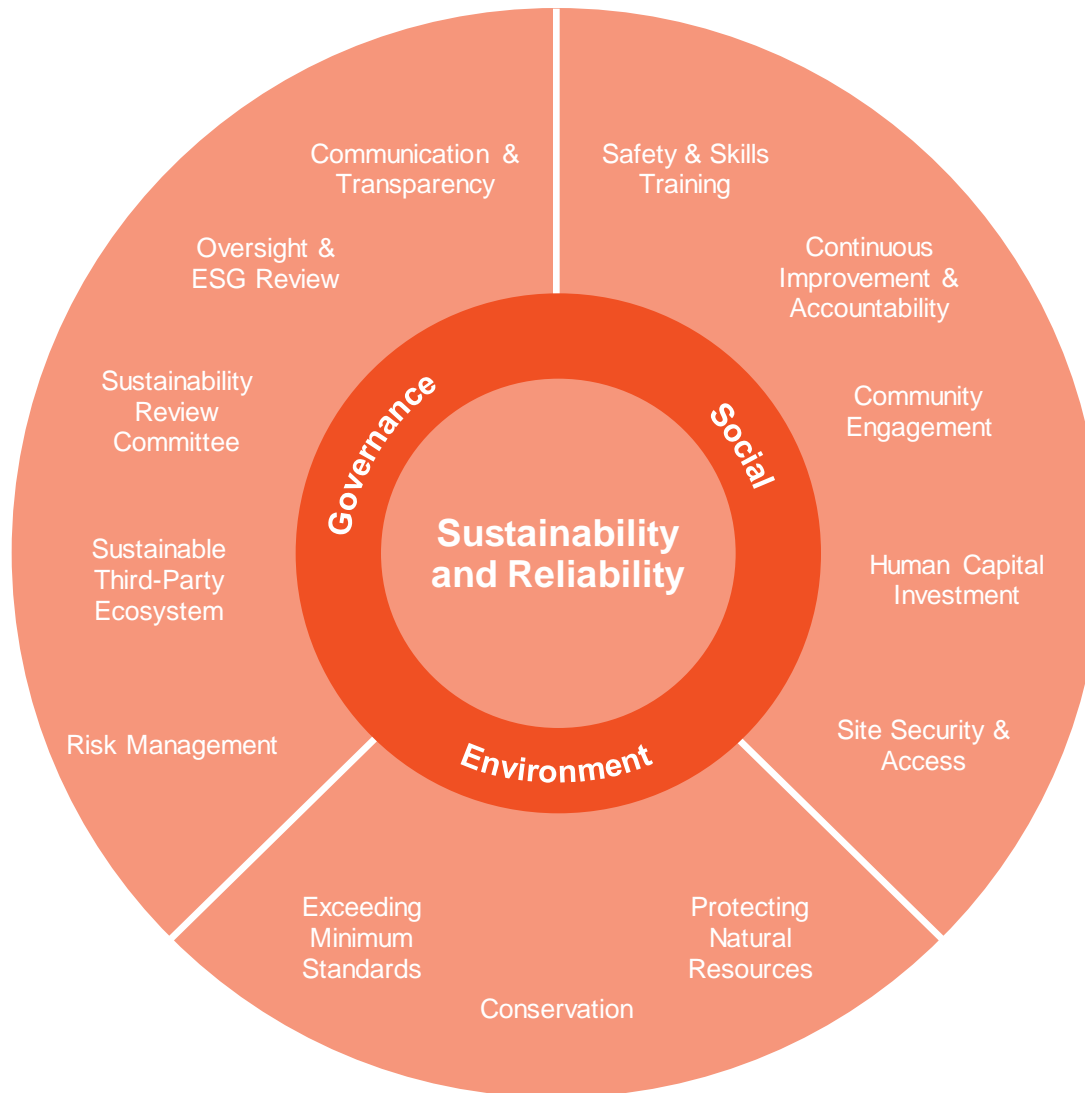 Communication &
Transparency
Oversight &
ESG Review
Sustainability
Review
Committee
Sustainable
Third-Party
Ecosystem
Risk Management
Safety & Skills
Training
Continuous
Improvement &
Accountability
Community
Engagement
Human Capital
Investment
Site Security &
Access
Governance
Social
Environment
Sustainability
and Reliability
Exceeding
Minimum
Standards
Conservation
Protecting
Natural
Resources